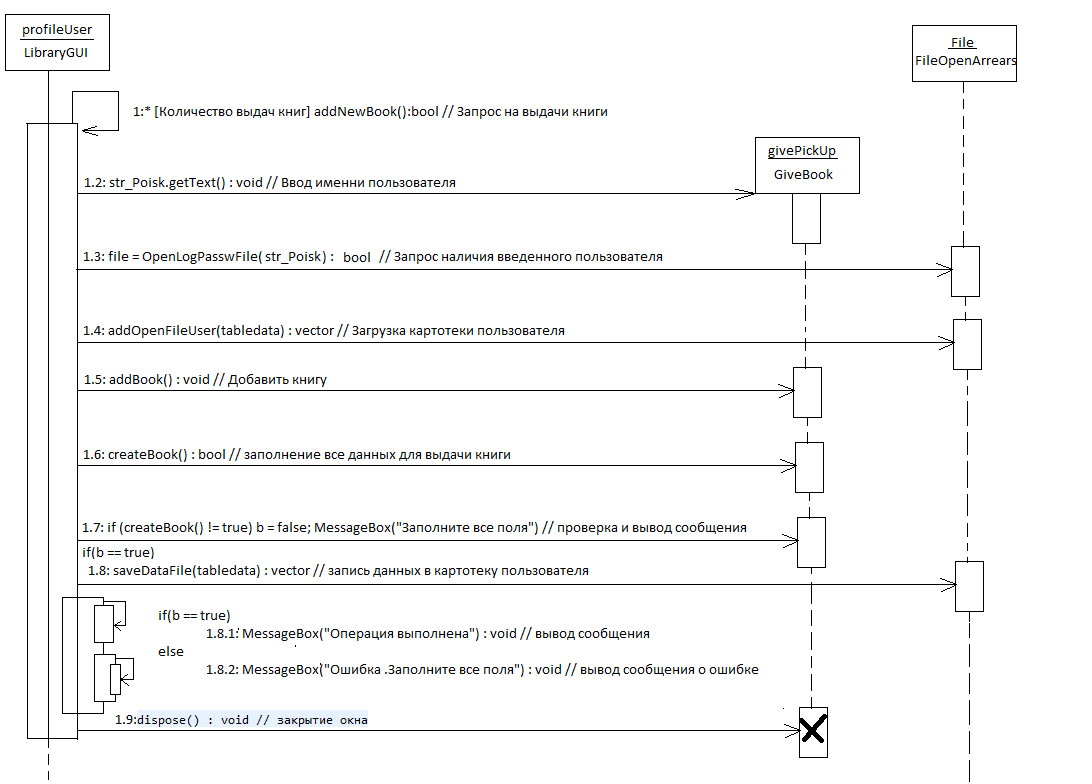 profileUser
LibraryGUI
File
FileOpenArrears
1:* [Количество выдач книг] addNewBook():bool // Запрос на выдачи книги
givePickUp
GiveBook
1.2: str_Poisk.getText() : void // Ввод именни пользователя
1.3: file = OpenLogPasswFile( str_Poisk ) : bool // Запрос наличия введенного пользователя
1.4: addOpenFileUser(tabledata) : vector // Загрузка картотеки пользователя
1.5: addBook() : void // Добавить книгу
1.6: createBook() : bool // заполнение все данных для выдачи книги
1.7: if (createBook() != true) b = false; MessageBox("Заполните все поля") // проверка и вывод сообщения
if(b == true)
1.8: saveDataFile(tabledata) : vector // запись данных в картотеку пользователя
if(b == true)
1.8.1: MessageBox("Операция выполнена") : void // вывод сообщения
else
1.8.2: MessageBox("Ошибка .Заполните все поля") : void // вывод сообщения о ошибке
1.9:dispose() : void // закрытие окна